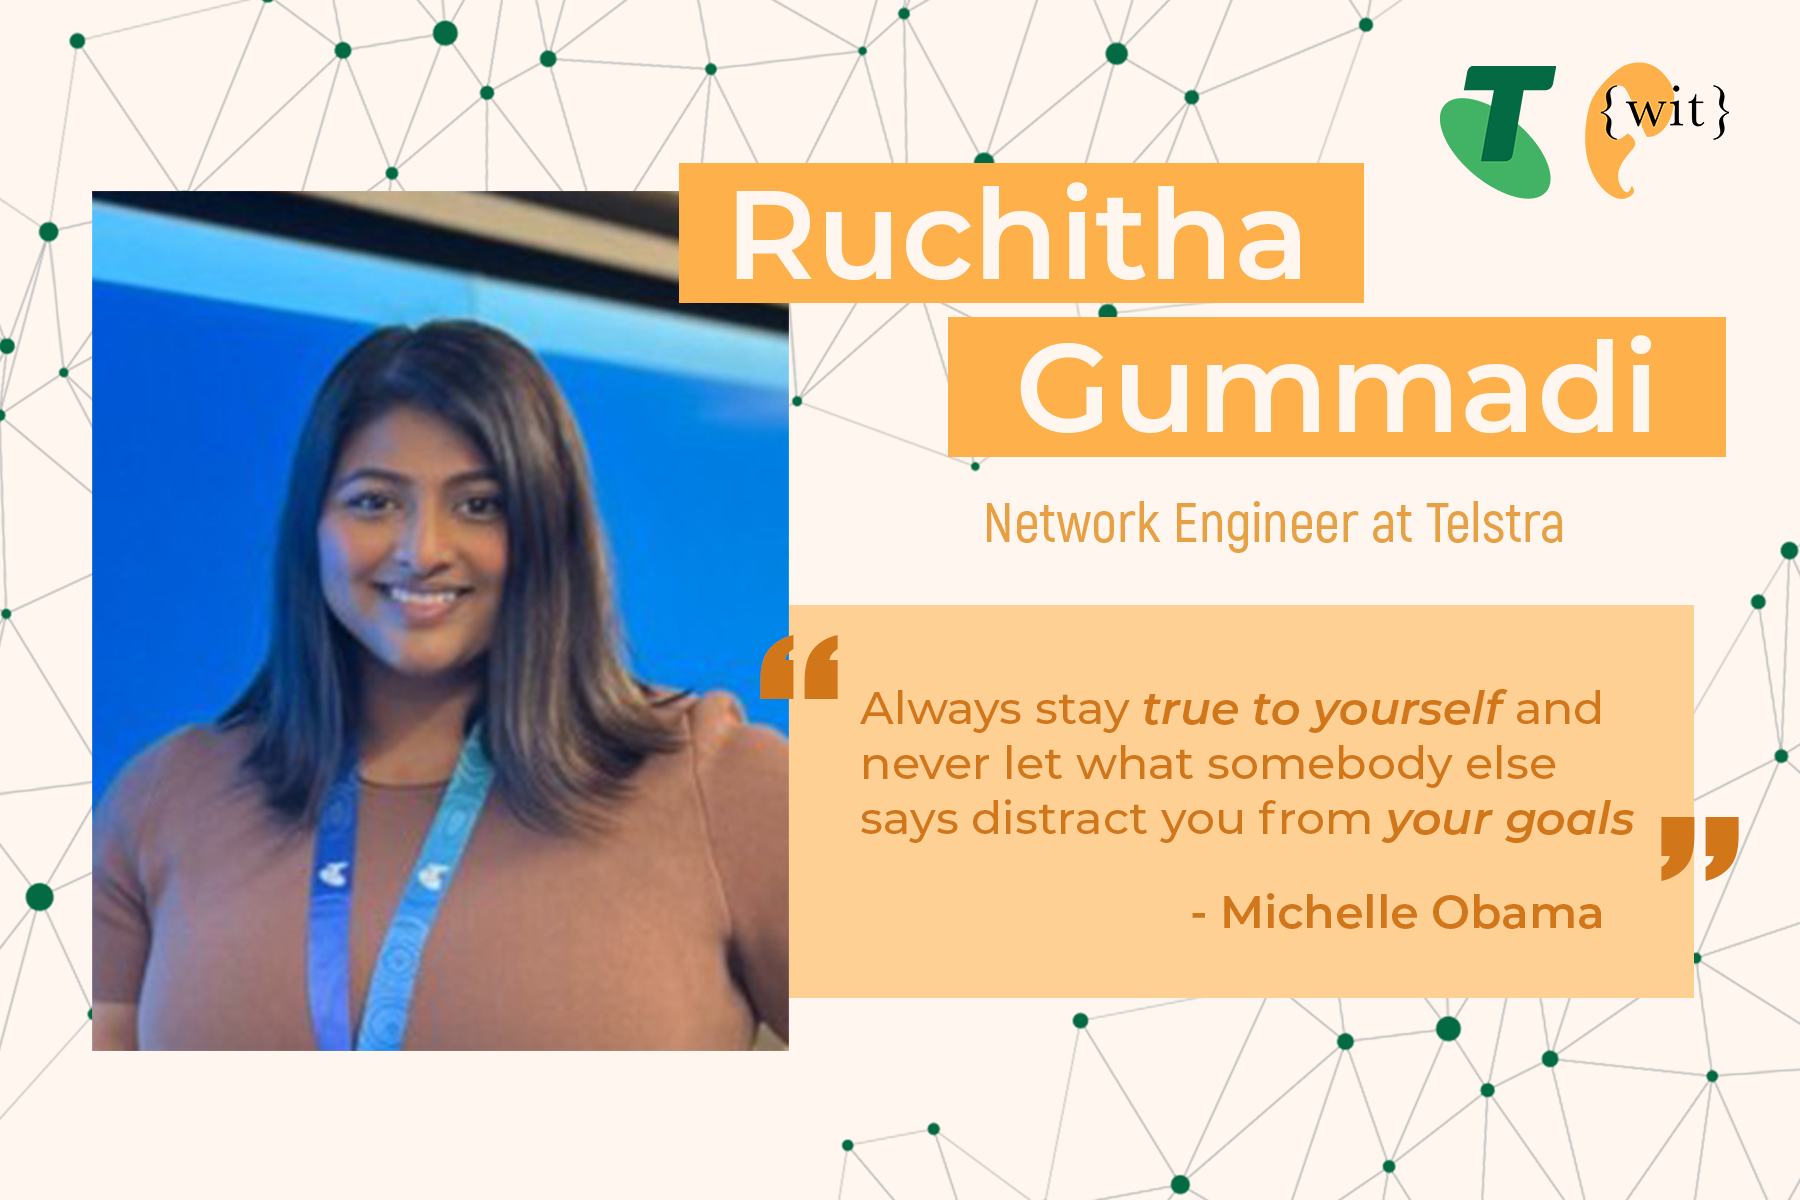 {wit}
Ruchitha
Gummadi
Network Engineer at Telstra
“
Always stay true to yourself and
never let what somebody else
says distract you from your goals
”
- Michelle Obama